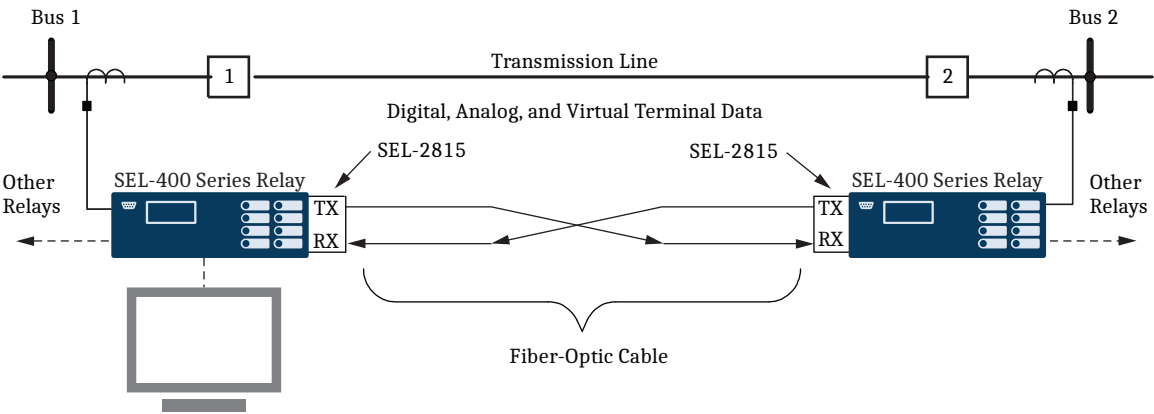 Bus 1
Bus 2
Transmission Line
1
2
Digital, Analog, and Virtual Terminal Data
SEL-2815
SEL-2815
Other
Relays
SEL-400 Series Relay
TX
RX
SEL-400 Series Relay
TX
RX
Other
Relays
Fiber-Optic Cable